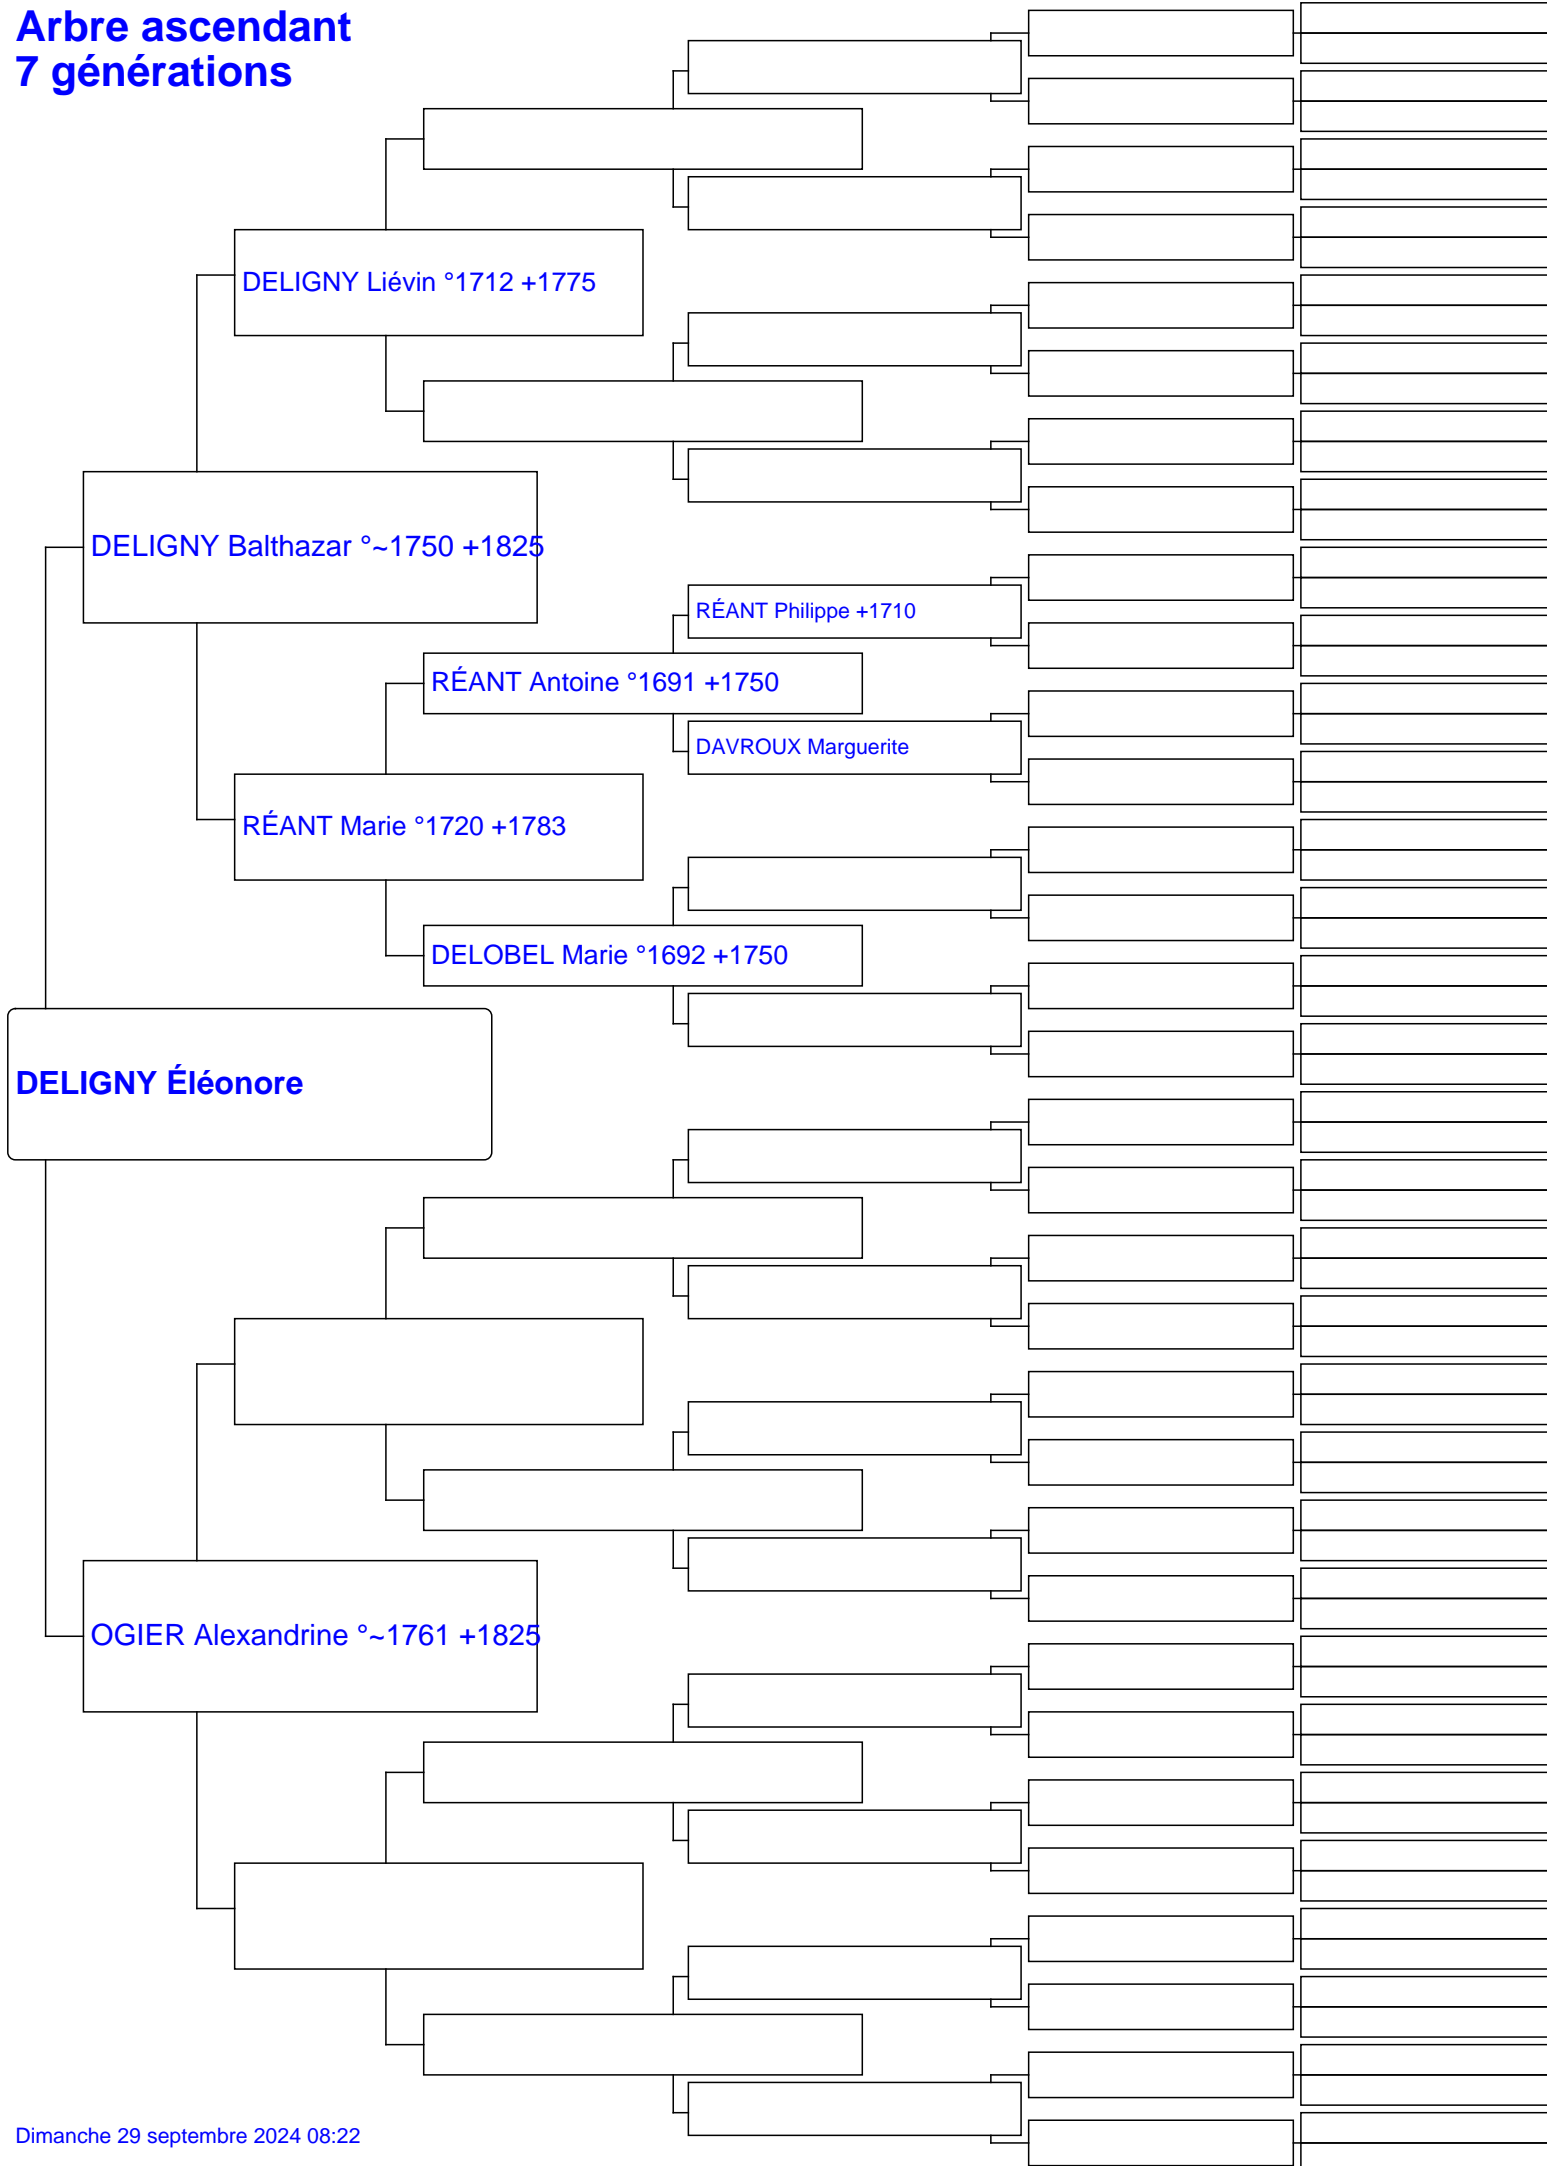 Arbre ascendant
7 générations
DELIGNY Liévin °1712 +1775
DELIGNY Balthazar °~1750 +1825
RÉANT Philippe +1710
RÉANT Antoine °1691 +1750
DAVROUX Marguerite
RÉANT Marie °1720 +1783
DELOBEL Marie °1692 +1750
DELIGNY Éléonore
OGIER Alexandrine °~1761 +1825
Dimanche 29 septembre 2024 08:22